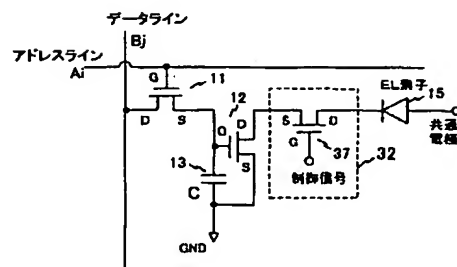 データライン
Bj
アドレスライン
Ai
G
11
D
S
12
G
D
S
13
C
GND
S
D
G
37
制御信号
32
EL素子
15
共通
電極